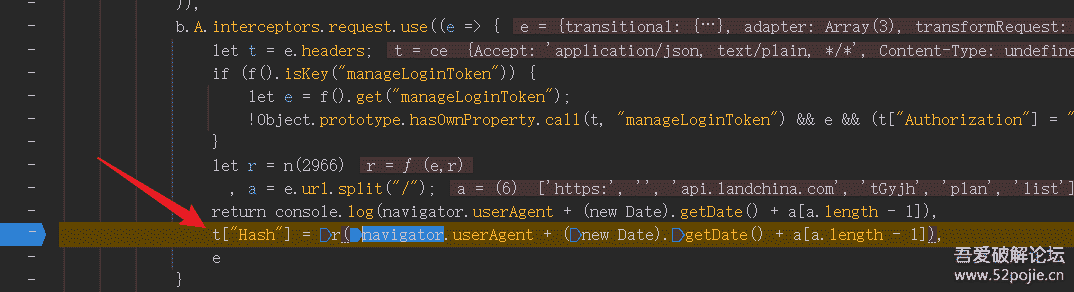 )),
b.A.interceptors.request.use((e => { e = {transitional: {…}, adapter: Array(3), transformRequest:
let t = e.headers; t = ce {Accept: 'application/json, text/plain, */*', Content-Type: undefine
if (f().isKey("manageLoginToken")) {
let e = f().get("manageLoginToken");
!Object.prototype.hasOwnProperty.call(t, "manageLoginToken") && e && (t["Authorization"] = "
}
let r = n(2966) r = ƒ (e,r)
, a = e.url.split("/"); a = (6) ['https:', '', 'api.landchina.com', 'tGyjh', 'plan', 'list']
return console.log(navigator.userAgent + (new Date).getDate() + a[a.length - 1]),
t["Hash"] = r(navigator.userAgent + (new Date).getDate() + a[a.length - 1]),
e
}
吾爱破解论坛
www.52pojie.cn